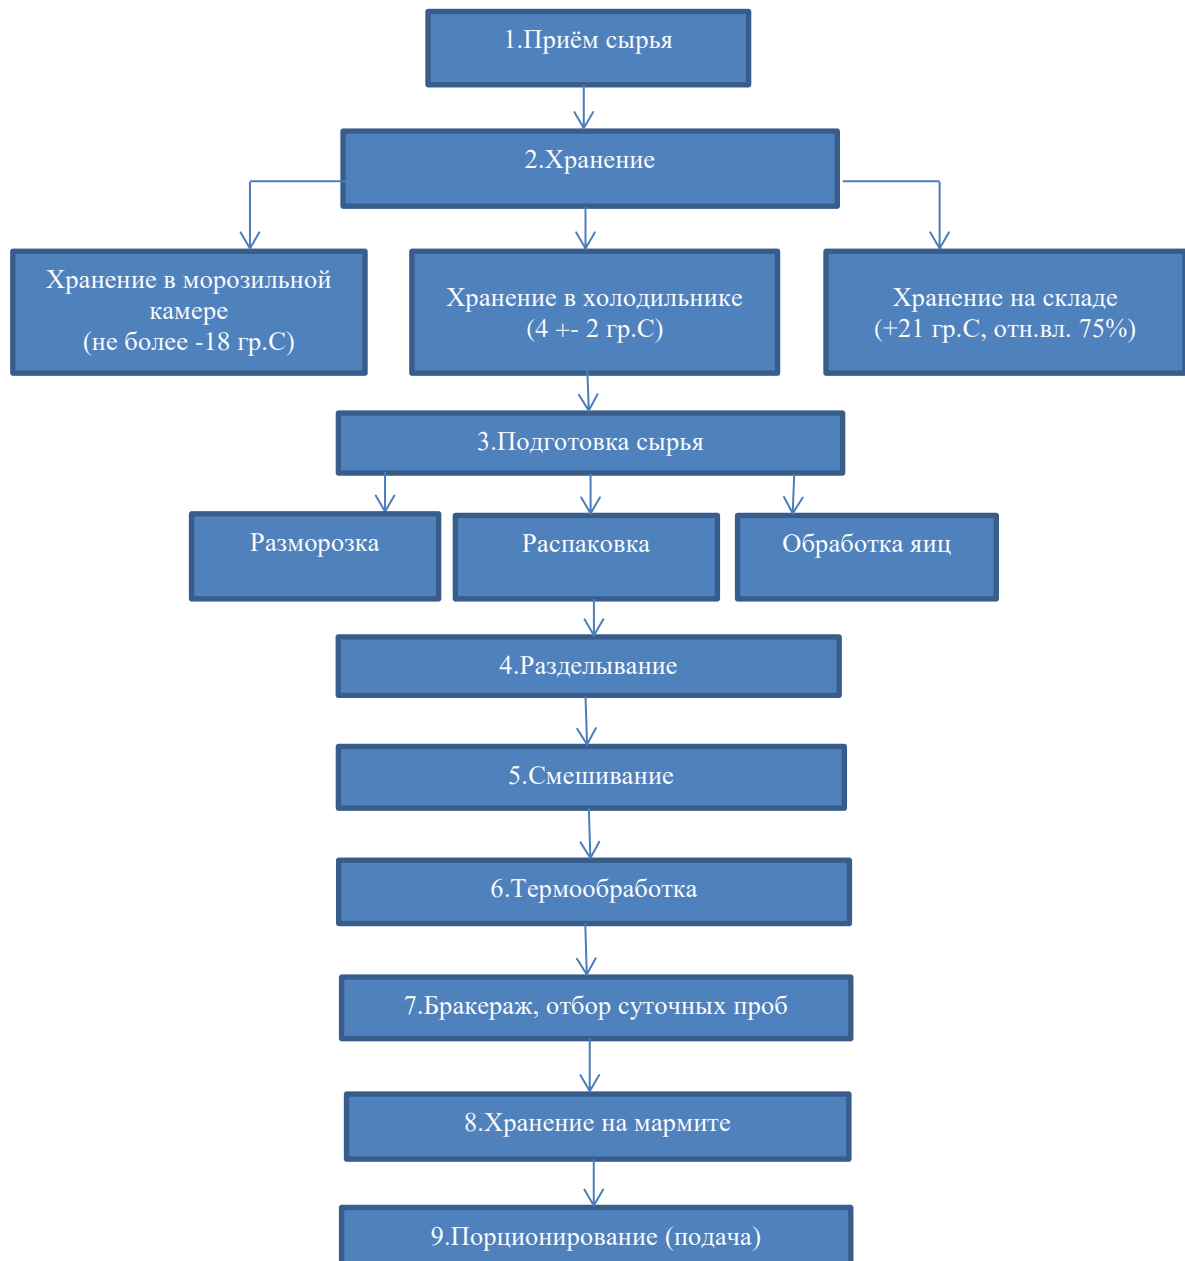 1.Приём сырья
2.Хранение
Хранение в морозильной
камере
(не более -18 гр.С)
Хранение в холодильнике
(4 +- 2 гр.С)
Хранение на складе
(+21 гр.С, отн.вл. 75%)
3.Подготовка сырья
Разморозка
Распаковка
Обработка яиц
4.Разделывание
5.Смешивание
6.Термообработка
7.Бракераж, отбор суточных проб
8.Хранение на мармите
9.Порционирование (подача)